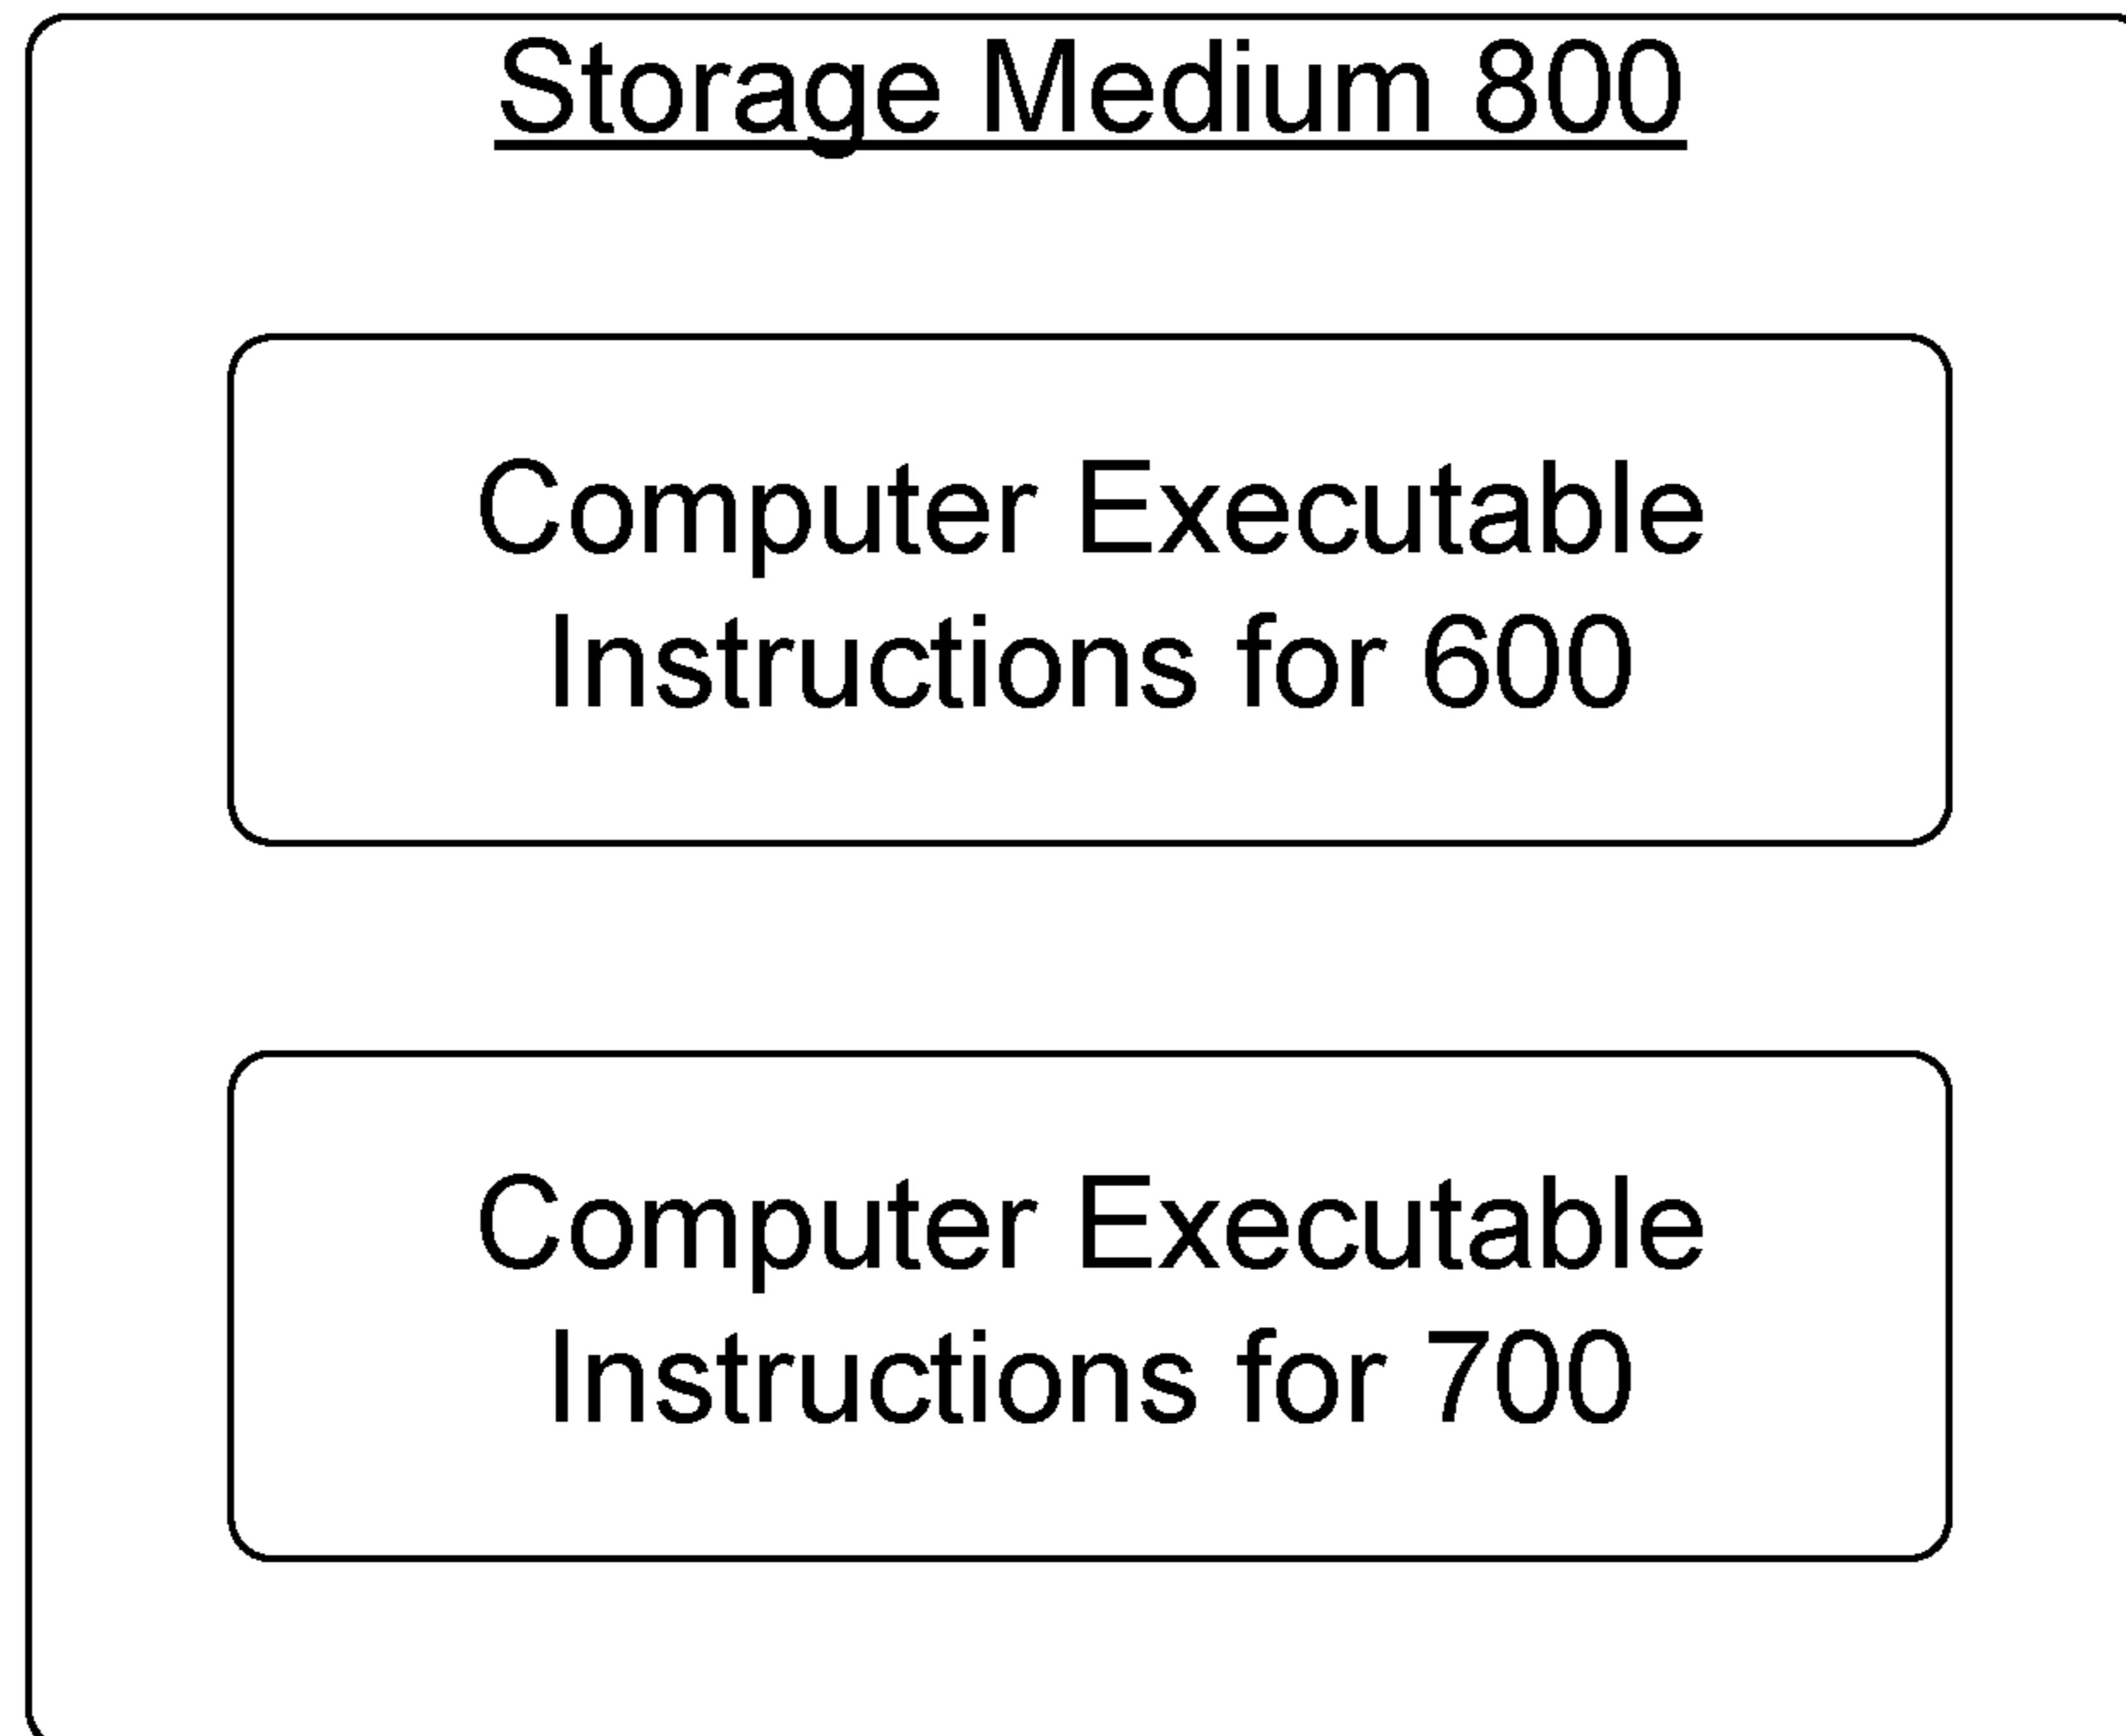 Storage Medium 800
Computer Executable
Instructions for 600
Computer Executable
Instructions for 700